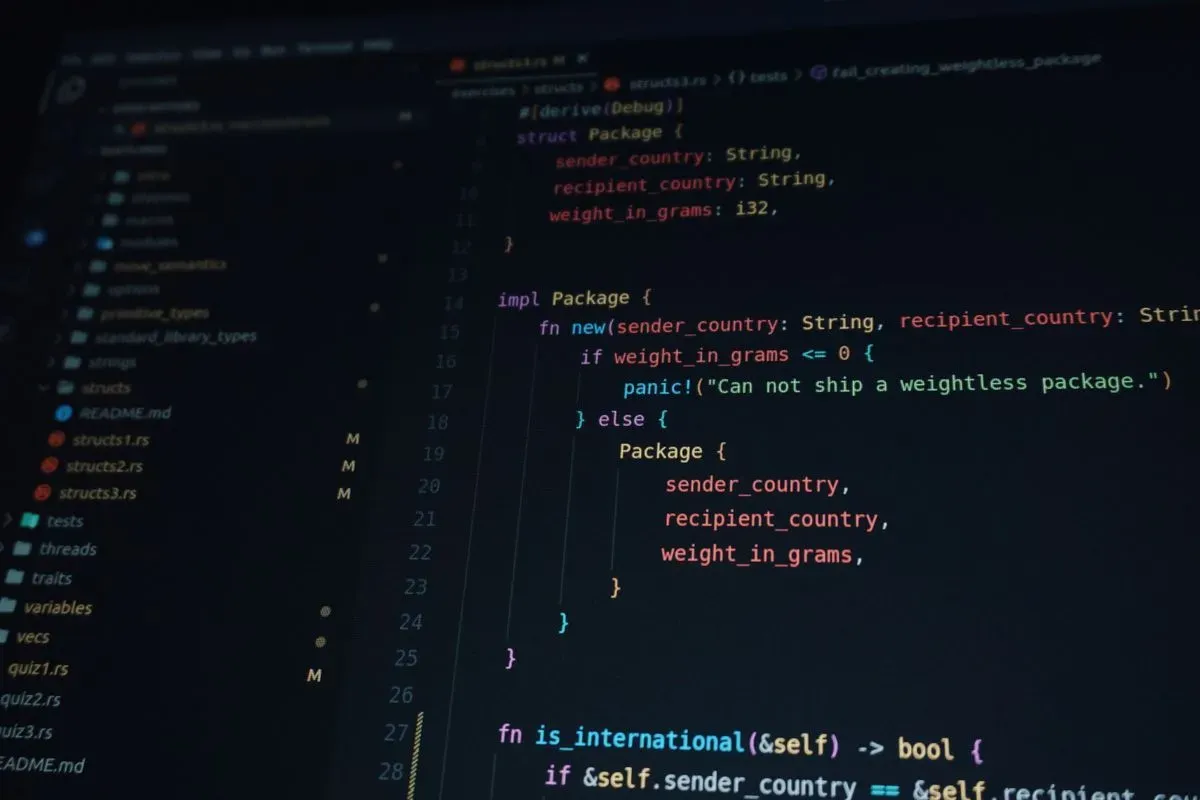 structs3.rs M
exercises > structs > structs3.rs > {} tests > fail_creating_weightless_package
#[derive(Debug)]
struct Package {
sender_country: String,
recipient_country: String,
10
weight_in_grams: i32,
11
}
12
13
impl Package {
14
fn new(sender_country: String, recipient_country: Strin
15
if weight_in_grams <= 0 {
16
panic!("Can not ship a weightless package.")
17
} else {
18
Package {
19
sender_country,
20
recipient_country,
21
weight_in_grams,
22
}
23
}
24
}
25
26
fn is_international(&self) -> bool {
27
if &self.sender_country == &self.recipient_cou
28
move_semantics
options
primitive_types
standard_library_types
strings
structs
README.md
structs1.rs M
structs2.rs M
structs3.rs M
tests
threads
traits
variables
vecs
quiz1.rs M
quiz2.rs
uiz3.rs
EADME.md